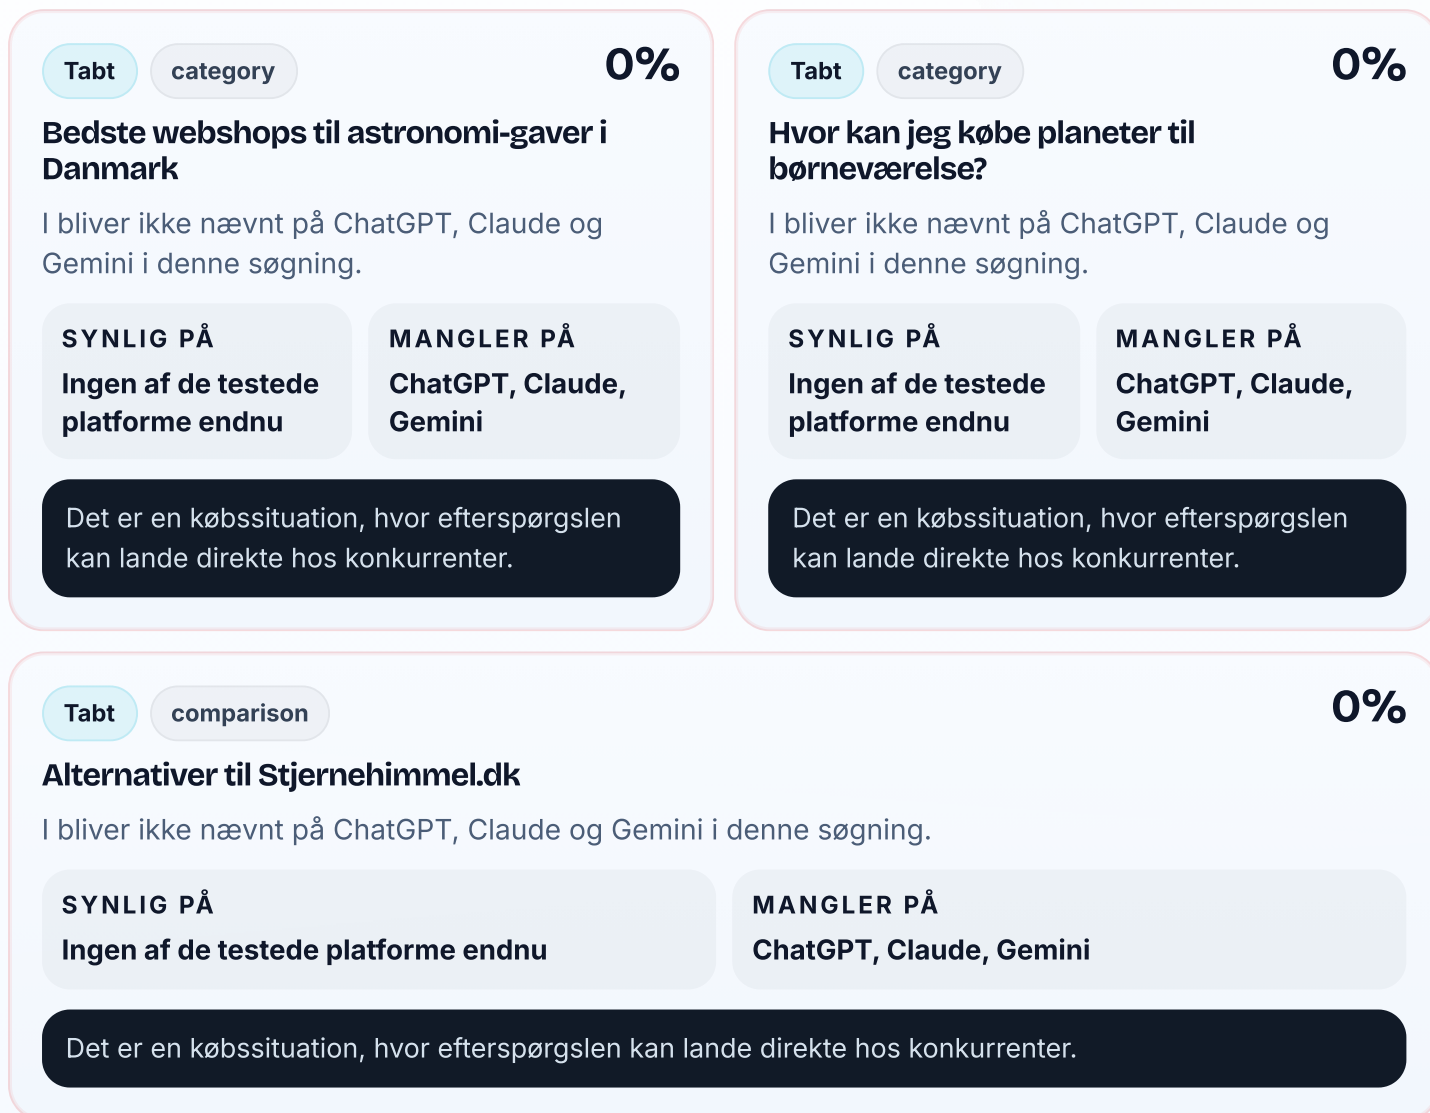 Tabt
category
0%
Bedste webshops til astronomi-gaver i
Danmark
I bliver ikke nævnt på ChatGPT, Claude og
Gemini i denne søgning.
SYNLIG PÅ
Ingen af de testede
platforme endnu
MANGLER PÅ
ChatGPT, Claude,
Gemini
Det er en købssituation, hvor efterspørgslen
kan lande direkte hos konkurrenter.
Tabt
category
0%
Hvor kan jeg købe planeter til
børneværelse?
I bliver ikke nævnt på ChatGPT, Claude og
Gemini i denne søgning.
SYNLIG PÅ
Ingen af de testede
platforme endnu
MANGLER PÅ
ChatGPT, Claude,
Gemini
Det er en købssituation, hvor efterspørgslen
kan lande direkte hos konkurrenter.
Tabt
comparison
0%
Alternativer til Stjernehimmel.dk
I bliver ikke nævnt på ChatGPT, Claude og Gemini i denne søgning.
SYNLIG PÅ
Ingen af de testede platforme endnu
MANGLER PÅ
ChatGPT, Claude, Gemini
Det er en købssituation, hvor efterspørgslen kan lande direkte hos konkurrenter.